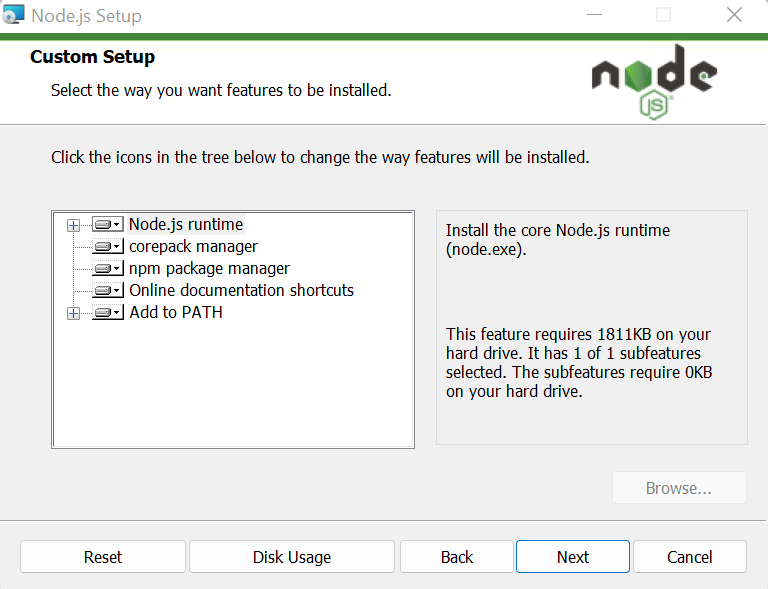 Node.js Setup
Custom Setup
Select the way you want features to be installed.
node
JS
Click the icons in the tree below to change the way features will be installed.
Node.js runtime
corepack manager
npm package manager
Online documentation shortcuts
Add to PATH
Install the core Node.js runtime
(node.exe).
This feature requires 1811KB on your
hard drive. It has 1 of 1 subfeatures
selected. The subfeatures require 0KB
on your hard drive.
Browse...
Reset
Disk Usage
Back
Next
Cancel